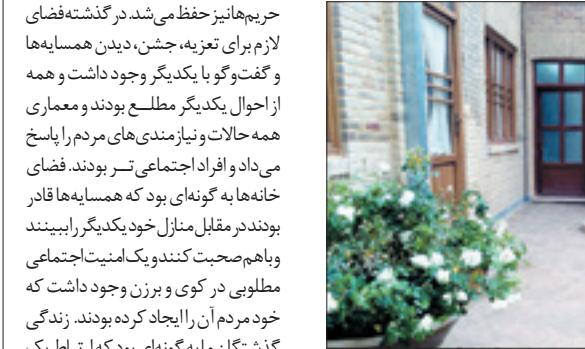 حریم‌ها نیز حفظ می‌شد. در گذشته فضای
لازم برای تعزیه، جشن، دیدن همسایه‌ها
و گفت‌وگو با یکدیگر وجود داشت و همه
از احوال یکدیگر مطلـع بودند و معماری
همه حالات و نیازمندی‌های مردم را پاسخ
می‌داد و افراد اجتماعی‌تـر بودند. فضای
خانه‌ها به گونه‌ای بود که همسایه‌ها قادر
بودند در مقابل منازل خود یکدیگر را ببینند
و باهم صحبت کنند و یک امنیت اجتماعی
مطلوبی در کوی و برزن وجود داشت که
خود مردم آن را ایجاد کرده بودند. زندگی